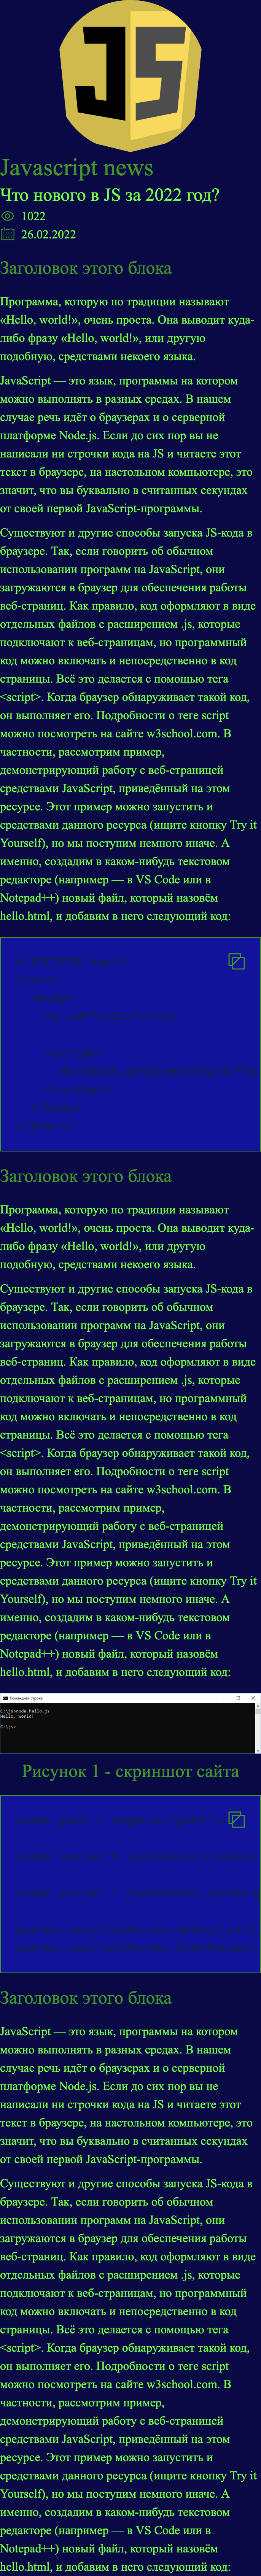 JS
Javascript news
Что нового в JS за 2022 год?
1022
26.02.2022
Заголовок этого блока
Программа, которую по традиции называют
«Hello, world!», очень проста. Она выводит куда-
либо фразу «Hello, world!», или другую
подобную, средствами некоего языка.
JavaScript — это язык, программы на котором
можно выполнять в разных средах. В нашем
случае речь идёт о браузерах и о серверной
платформе Node.js. Если до сих пор вы не
написали ни строчки кода на JS и читаете этот
текст в браузере, на настольном компьютере, это
значит, что вы буквально в считанных секундах
от своей первой JavaScript-программы.
Существуют и другие способы запуска JS-кода в
браузере. Так, если говорить об обычном
использовании программ на JavaScript, они
загружаются в браузер для обеспечения работы
веб-страниц. Как правило, код оформляют в виде
отдельных файлов с расширением .js, которые
подключают к веб-страницам, но программный
код можно включать и непосредственно в код
страницы. Всё это делается с помощью тега
<script>. Когда браузер обнаруживает такой код,
он выполняет его. Подробности о теге script
можно посмотреть на сайте w3school.com. В
частности, рассмотрим пример,
демонстрирующий работу с веб-страницей
средствами JavaScript, приведённый на этом
ресурсе. Этот пример можно запустить и
средствами данного ресурса (ищите кнопку Try it
Yourself), но мы поступим немного иначе. А
именно, создадим в каком-нибудь текстовом
редакторе (например — в VS Code или в
Notepad++) новый файл, который назовём
hello.html, и добавим в него следующий код:
<!DOCTYPE html>
<html>
<body>
</body>
</html>
Заголовок этого блока
Программа, которую по традиции называют
«Hello, world!», очень проста. Она выводит куда-
либо фразу «Hello, world!», или другую
подобную, средствами некоего языка.
Существуют и другие способы запуска JS-кода в
браузере. Так, если говорить об обычном
использовании программ на JavaScript, они
загружаются в браузер для обеспечения работы
веб-страниц. Как правило, код оформляют в виде
отдельных файлов с расширением .js, которые
подключают к веб-страницам, но программный
код можно включать и непосредственно в код
страницы. Всё это делается с помощью тега
<script>. Когда браузер обнаруживает такой код,
он выполняет его. Подробности о теге script
можно посмотреть на сайте w3school.com. В
частности, рассмотрим пример,
демонстрирующий работу с веб-страницей
средствами JavaScript, приведённый на этом
ресурсе. Этот пример можно запустить и
средствами данного ресурса (ищите кнопку Try it
Yourself), но мы поступим немного иначе. А
именно, создадим в каком-нибудь текстовом
редакторе (например — в VS Code или в
Notepad++) новый файл, который назовём
hello.html, и добавим в него следующий код:
Командная строка
C:\js>node hello.js
Hello, world!
C:\js>
Рисунок 1 - скриншот сайта
const path = require('path')
Заголовок этого блока
JavaScript — это язык, программы на котором
можно выполнять в разных средах. В нашем
случае речь идёт о браузерах и о серверной
платформе Node.js. Если до сих пор вы не
написали ни строчки кода на JS и читаете этот
текст в браузере, на настольном компьютере, это
значит, что вы буквально в считанных секундах
от своей первой JavaScript-программы.
Существуют и другие способы запуска JS-кода в
браузере. Так, если говорить об обычном
использовании программ на JavaScript, они
загружаются в браузер для обеспечения работы
веб-страниц. Как правило, код оформляют в виде
отдельных файлов с расширением .js, которые
подключают к веб-страницам, но программный
код можно включать и непосредственно в код
страницы. Всё это делается с помощью тега
<script>. Когда браузер обнаруживает такой код,
он выполняет его. Подробности о теге script
можно посмотреть на сайте w3school.com. В
частности, рассмотрим пример,
демонстрирующий работу с веб-страницей
средствами JavaScript, приведённый на этом
ресурсе. Этот пример можно запустить и
средствами данного ресурса (ищите кнопку Try it
Yourself), но мы поступим немного иначе. А
именно, создадим в каком-нибудь текстовом
редакторе (например — в VS Code или в
Notepad++) новый файл, который назовём
hello.html, и добавим в него следующий код: